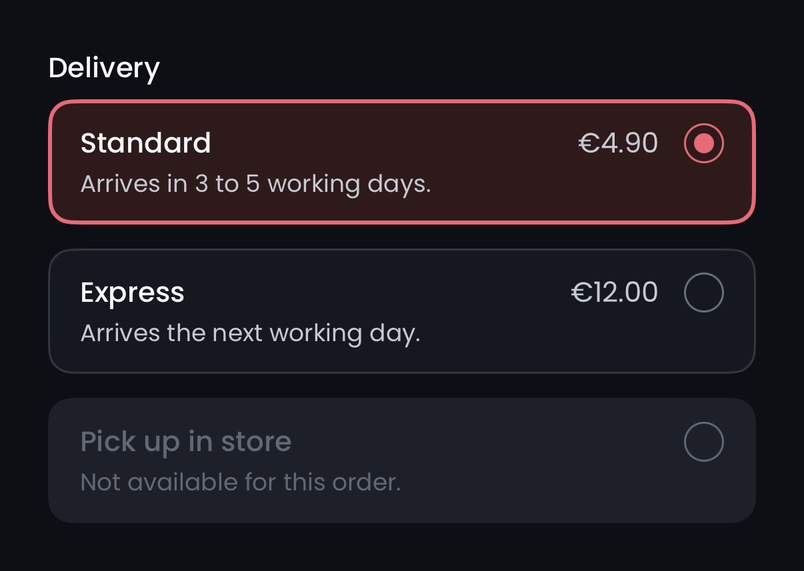 Delivery
Standard €4.90
Arrives in 3 to 5 working days.
Express €12.00
Arrives the next working day.
Pick up in store
Not available for this order.